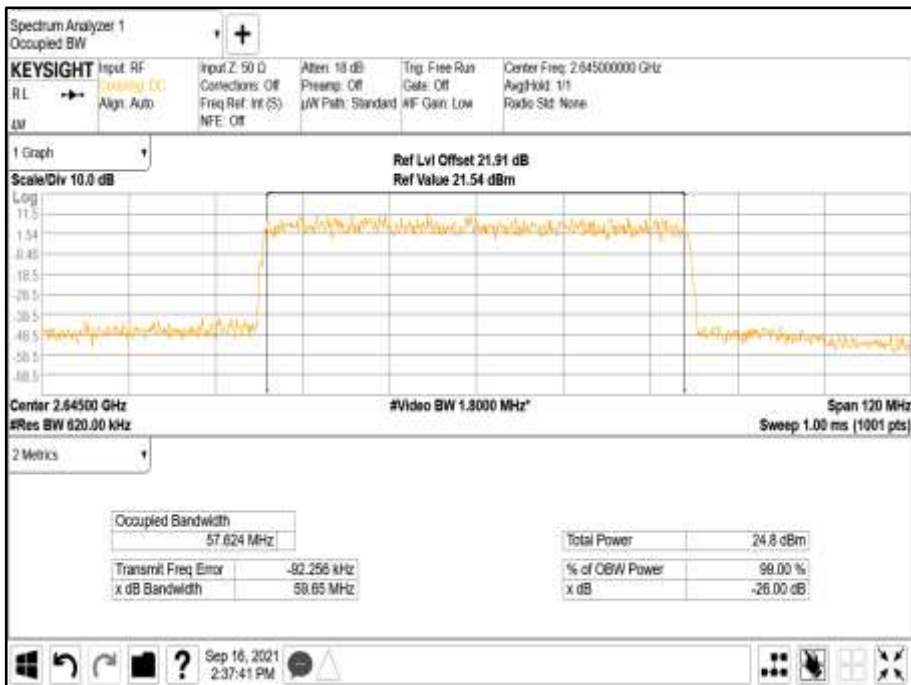 Spectrum Analyzer 1
Occupied BW
+
KEYSIGHT
RL
Input: RF
Coupling: DC
Align: Auto
Input Z: 50 Ω
Corrections: Off
Freq Ref: Int (S)
NFE: Off
Atten: 18 dB
Preamp: Off
µW Path: Standard
Trig: Free Run
Gate: Off
#IF Gain: Low
Center Freq: 2.645000000 GHz
Avg|Hold: 1/1
Radio Std: None
1 Graph
Scale/Div 10.0 dB
Ref Lvl Offset 21.91 dB
Ref Value 21.54 dBm
Log
11.5
1.54
-8.46
-18.5
-28.5
-38.5
-48.5
-58.5
-68.5
Center 2.64500 GHz
#Res BW 620.00 kHz
#Video BW 1.8000 MHz*
Span 120 MHz
Sweep 1.00 ms (1001 pts)
2 Metrics
Occupied Bandwidth
57.624 MHz
Transmit Freq Error -92.256 kHz
x dB Bandwidth 59.65 MHz
Total Power 24.8 dBm
% of OBW Power 99.00 %
x dB -26.00 dB
?
Sep 16, 2021
2:37:41 PM